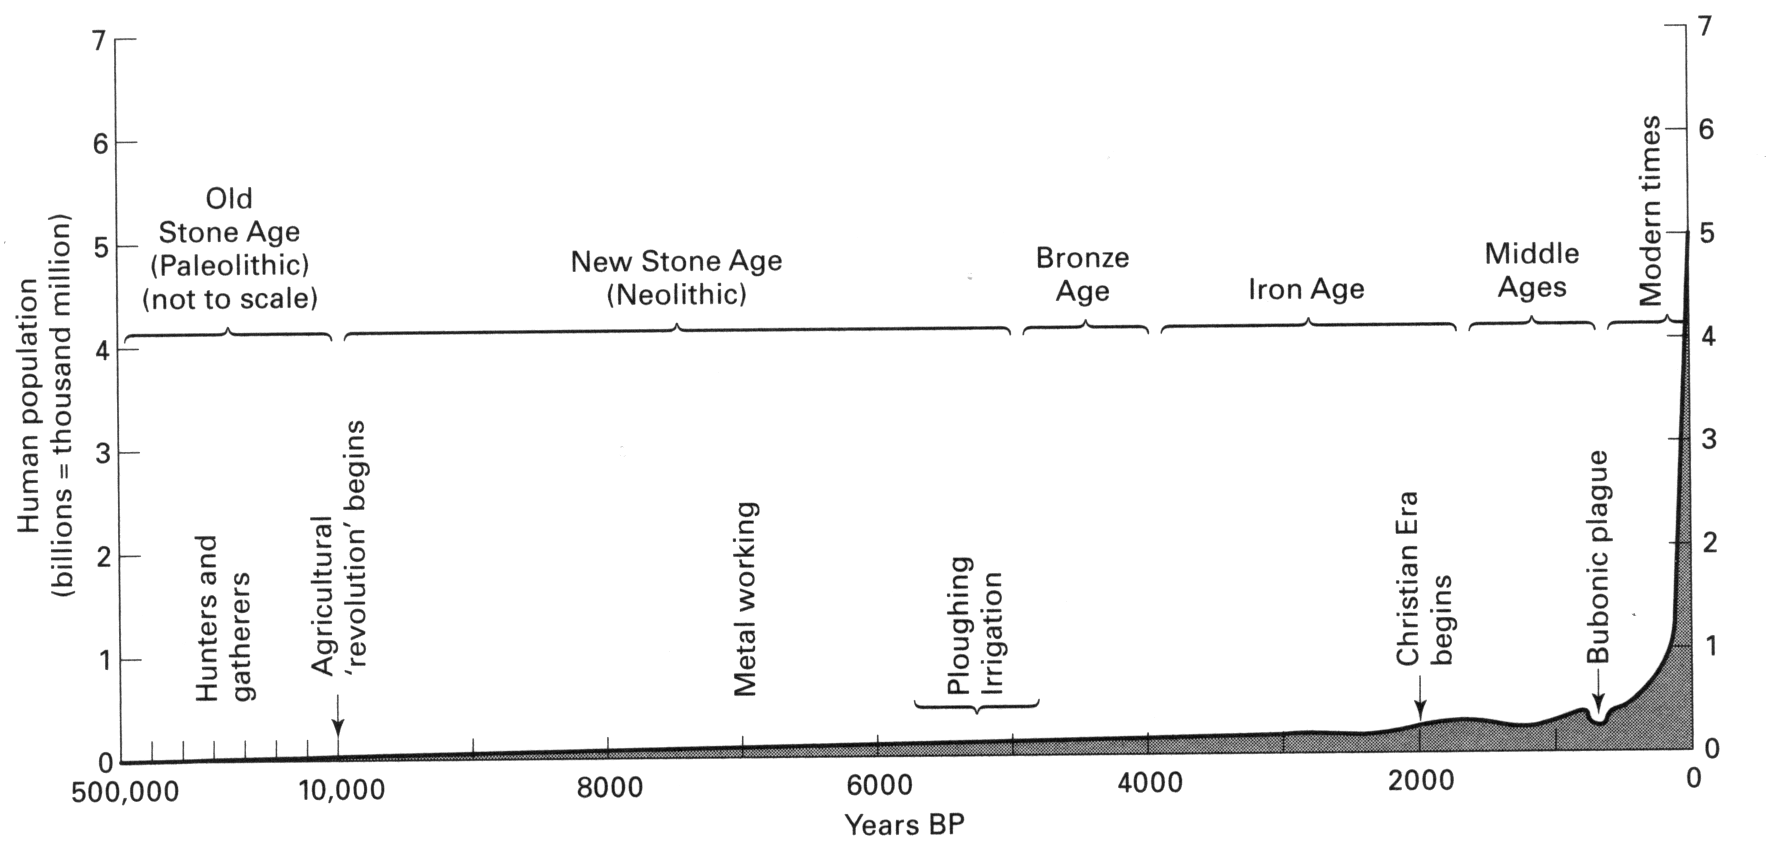 7
6
5
4
3
2
1
0
Human population
(billions = thousand million)
Old
Stone Age
(Paleolithic)
(not to scale)
New Stone Age
(Neolithic)
Bronze
Age
Iron Age
Middle
Ages
Modern times
Hunters and
gatherers
Agricultural
'revolution' begins
Metal working
Ploughing
Irrigation
Christian Era
begins
Bubonic plague
7
6
5
4
3
2
1
0
500,000
10,000
8000
6000
4000
2000
0
Years BP